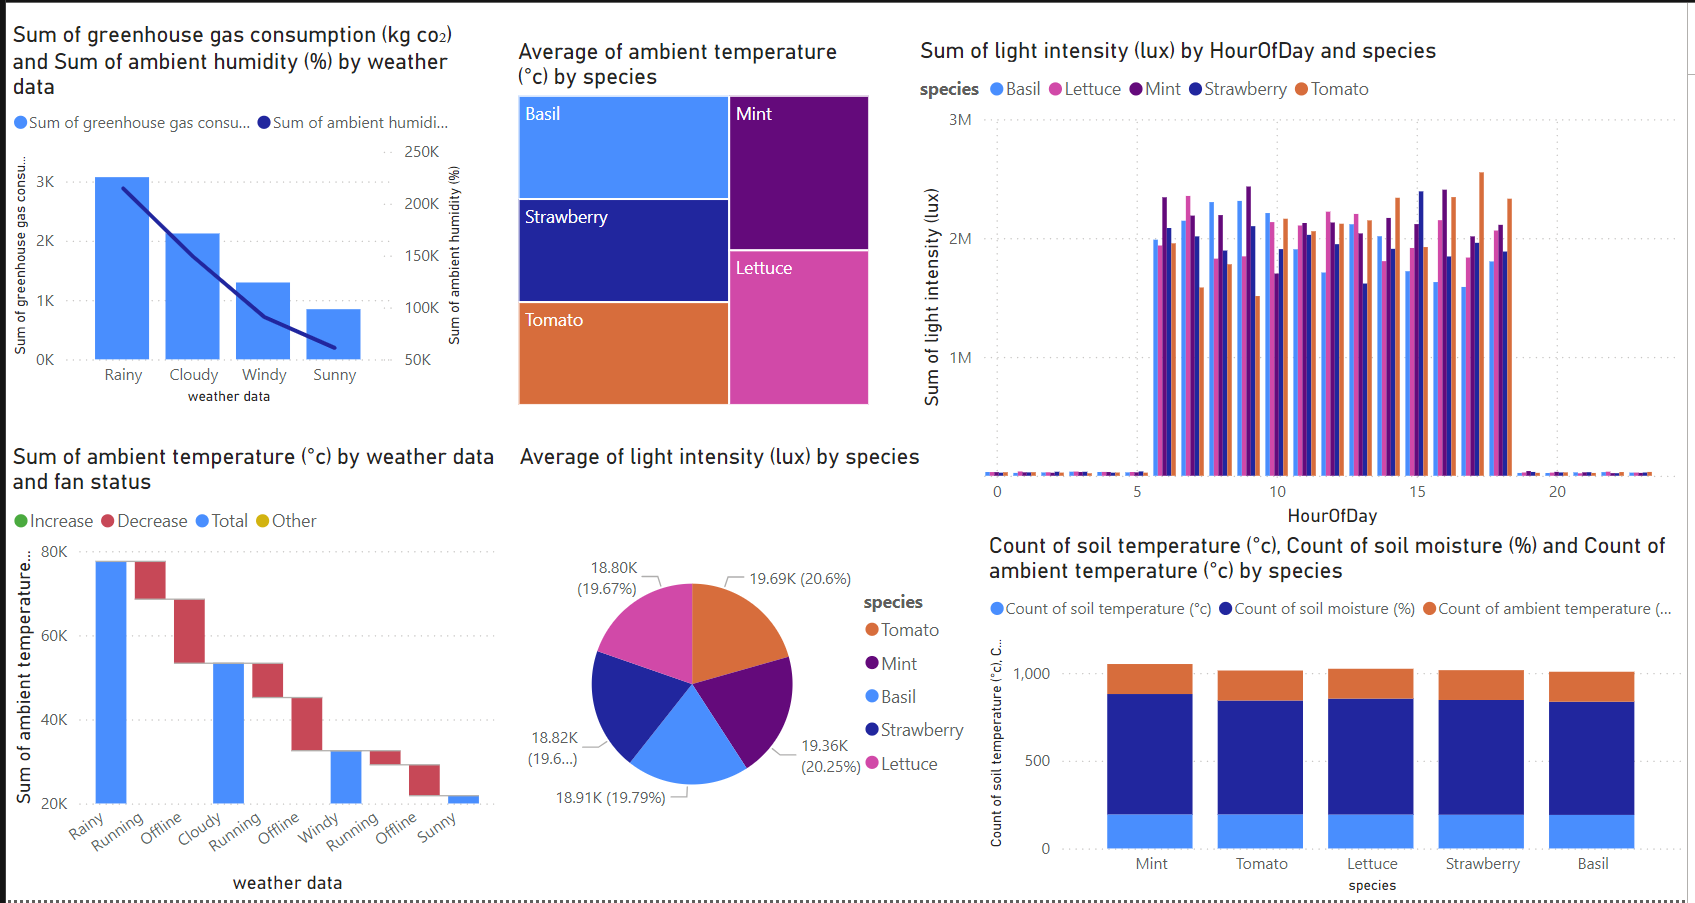 Sum of greenhouse gas consumption (kg co₂)
and Sum of ambient humidity (%) by weather
data
Sum of greenhouse gas consu... Sum of ambient humidi...
Sum of greenhouse gas consu...
3K
2K
1K
0K
250K
200K
150K
100K
50K
Sum of ambient humidity (%)
Rainy Cloudy Windy Sunny
weather data
Average of ambient temperature
(°c) by species
Basil
Strawberry
Tomato
Mint
Lettuce
Sum of light intensity (lux) by HourOfDay and species
species Basil Lettuce Mint Strawberry Tomato
Sum of light intensity (lux)
3M
2M
1M
0 5 10 15 20
HourOfDay
Sum of ambient temperature (°c) by weather data
and fan status
Increase Decrease Total Other
Sum of ambient temperature...
80K
60K
40K
20K
Rainy Running Offline Cloudy Running Offline Windy Running Offline Sunny
weather data
Average of light intensity (lux) by species
18.80K
(19.67%)
19.69K (20.6%)
18.82K
(19.6...)
19.36K
(20.25%)
18.91K (19.79%)
species
Tomato
Mint
Basil
Strawberry
Lettuce
Count of soil temperature (°c), Count of soil moisture (%) and Count of
ambient temperature (°c) by species
Count of soil temperature (°c) Count of soil moisture (%) Count of ambient temperature (...
Count of soil temperature (°c), C...
1,000
500
0
Mint Tomato Lettuce Strawberry Basil
species